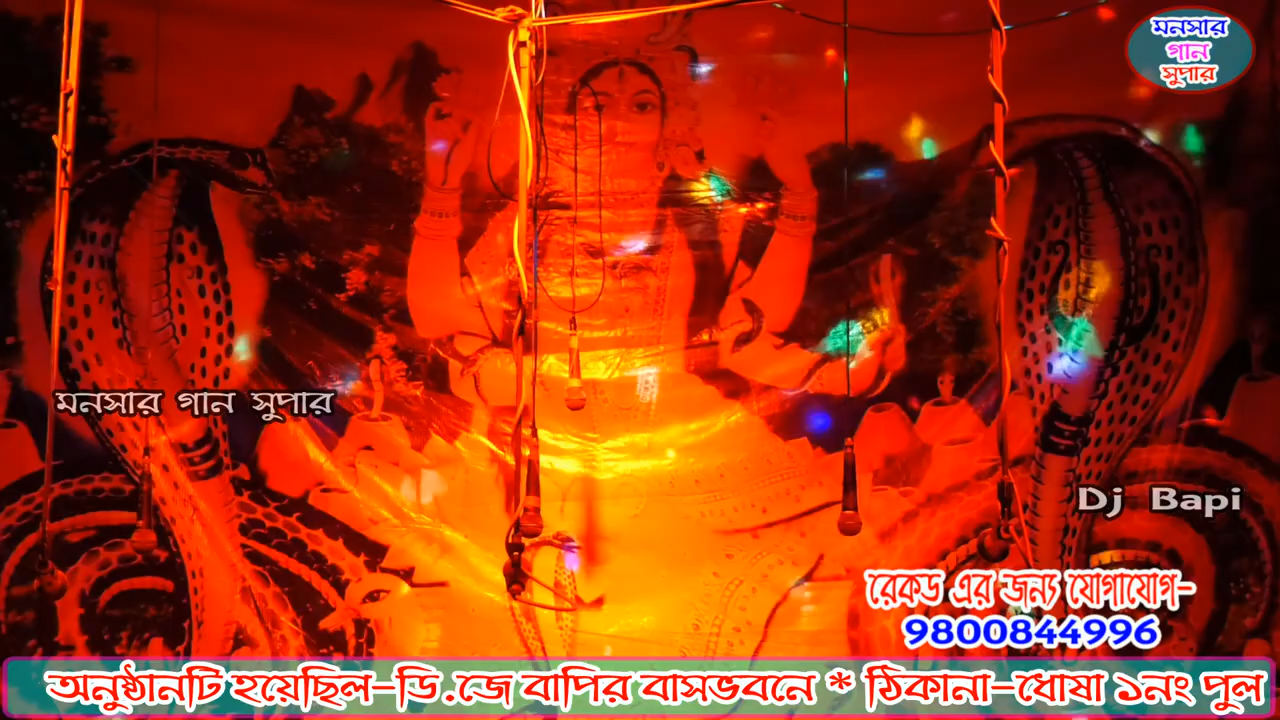 মনসার
গান
সুপার
মনসার গান সুপার
Dj Bapi
রেকড এর জন্য যোগাযোগ-
9800844996
অনুষ্ঠানটি হয়েছিল-ডি.জে বাপির বাসভবনে * ঠিকানা-ধোষা ১নং পুল